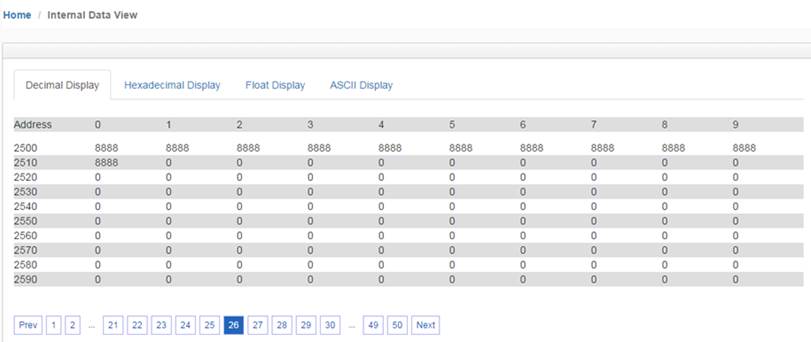 Home / Internal Data View
Decimal Display Hexadecimal Display Float Display ASCII Display
Address 0 1 2 3 4 5 6 7 8 9
2500 8888 8888 8888 8888 8888 8888 8888 8888 8888 8888
2510 8888 0 0 0 0 0 0 0 0 0
2520 0 0 0 0 0 0 0 0 0 0
2530 0 0 0 0 0 0 0 0 0 0
2540 0 0 0 0 0 0 0 0 0 0
2550 0 0 0 0 0 0 0 0 0 0
2560 0 0 0 0 0 0 0 0 0 0
2570 0 0 0 0 0 0 0 0 0 0
2580 0 0 0 0 0 0 0 0 0 0
2590 0 0 0 0 0 0 0 0 0 0
Prev 1 2 ... 21 22 23 24 25 26 27 28 29 30 ... 49 50 Next